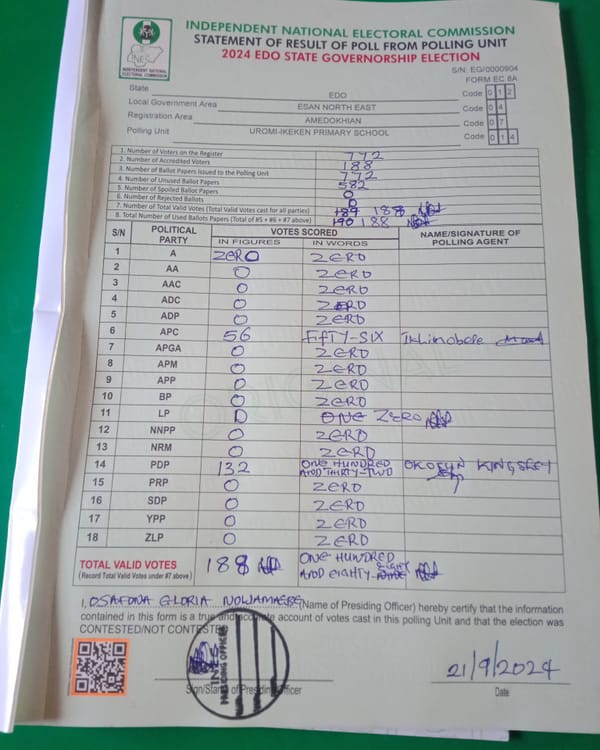 INDEPENDENT NATIONAL ELECTORAL COMMISSION
STATEMENT OF RESULT OF POLL FROM POLLING UNIT
2024 EDO STATE GOVERNORSHIP ELECTION
INEC
INDEPENDENT NATIONAL ELECTORAL COMMISSION
S/N: EG/0000904
FORM EC 8A
State EDO Code 0 1 2
Local Government Area ESAN NORTH EAST Code 0 4
Registration Area AMEDOKHIAN Code 0 7
Polling Unit UROMI-IKEKEN PRIMARY SCHOOL Code 0 1 4
1. Number of Voters on the Register 772
2. Number of Accredited Voters 188
3. Number of Ballot Papers Issued to the Polling Unit 772
4. Number of Unused Ballot Papers 582
5. Number of Spoiled Ballot Papers 0
6. Number of Rejected Ballots 0
7. Number of Total Valid Votes (Total Valid Votes cast for all parties) 189 188
8. Total Number of Used Ballots Papers (Total of #5 + #6 + #7 above) 190 188
S/N POLITICAL PARTY VOTES SCORED NAME/SIGNATURE OF POLLING AGENT
IN FIGURES IN WORDS
1 A ZERO ZERO
2 AA 0 ZERO
3 AAC 0 ZERO
4 ADC 0 ZERO
5 ADP 0 ZERO
6 APC 56 FIFTY-SIX
7 APGA 0 ZERO
8 APM 0 ZERO
9 APP 0 ZERO
10 BP 0 ZERO
11 LP 0 ONE ZERO
12 NNPP 0 ZERO
13 NRM 0 ZERO
14 PDP 132 ONE HUNDRED AND THIRTY-TWO OKOSUN KINGSLEY
15 PRP 0 ZERO
16 SDP 0 ZERO
17 YPP 0 ZERO
18 ZLP 0 ZERO
TOTAL VALID VOTES 188 ONE HUNDRED
(Record Total Valid Votes under #7 above) AND EIGHTY-NINE EIGHT
I, OSAFONA GLORIA (Name of Presiding Officer) hereby certify that the information
contained in this form is a true and accurate account of votes cast in this polling Unit and that the election was
CONTESTED/NOT CONTESTED
INEC
PRESIDING OFFICER
21/9/2024
Sign/Stamp of Presiding Officer Date